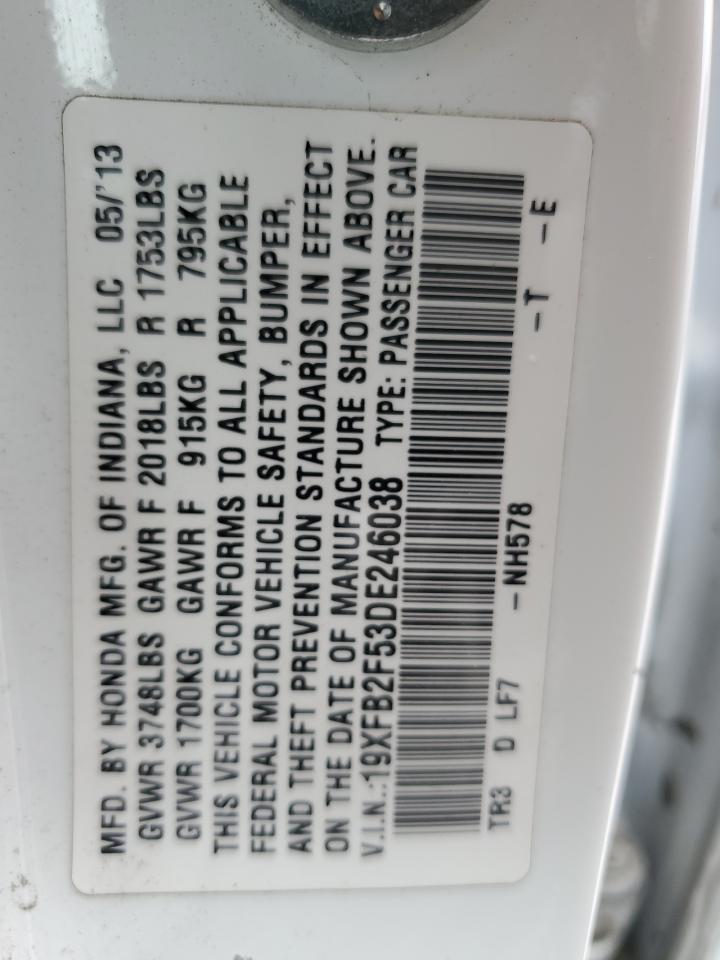 MFD. BY HONDA MFG. OF INDIANA, LLC 05/'13
GVWR 3748LBS GAWR F 2018LBS R 1753LBS
GVWR 1700KG GAWR F 915KG R 795KG
THIS VEHICLE CONFORMS TO ALL APPLICABLE
FEDERAL MOTOR VEHICLE SAFETY, BUMPER,
AND THEFT PREVENTION STANDARDS IN EFFECT
ON THE DATE OF MANUFACTURE SHOWN ABOVE.
V.I.N.:19XFB2F53DE246038 TYPE: PASSENGER CAR
TR3 D LF7 -NH578 -T -E